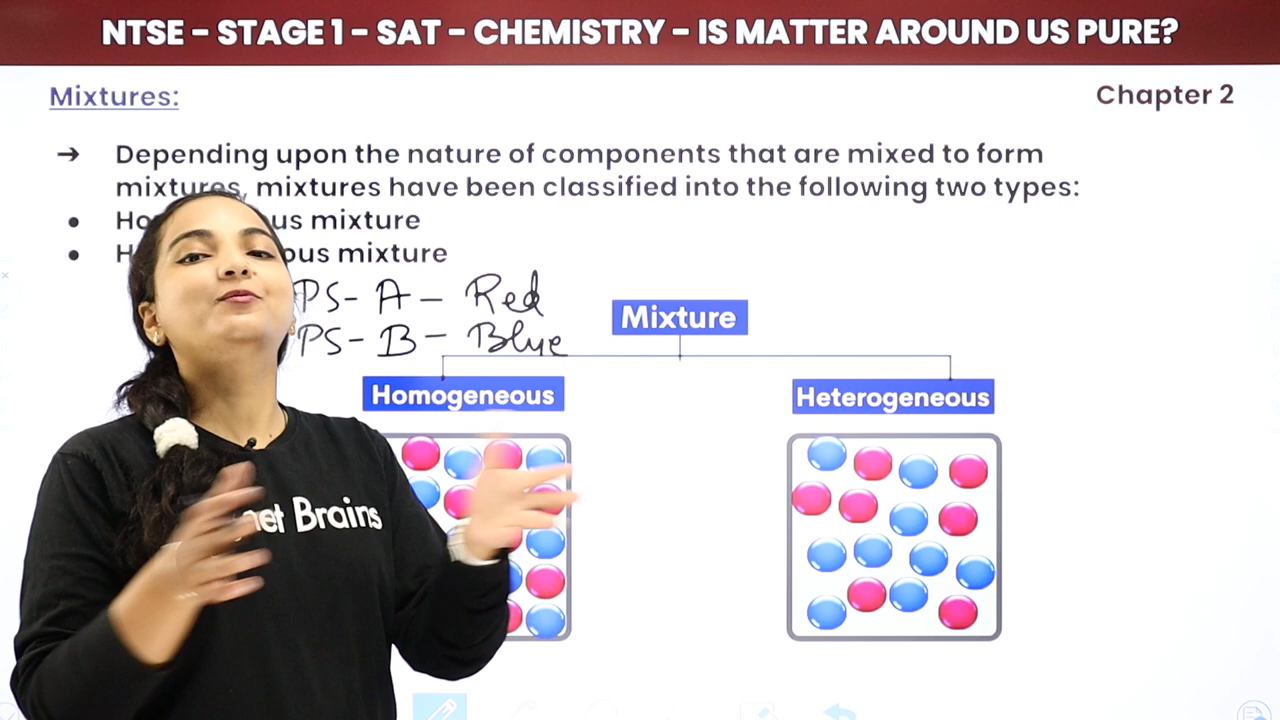 NTSE – STAGE 1 – SAT – CHEMISTRY – IS MATTER AROUND US PURE?
Mixtures:
Chapter 2
➔ Depending upon the nature of components that are mixed to form
mixtures, mixtures have been classified into the following two types:
● Ho us mixture
● H ous mixture
PS- A – Red
PS- B – Blue
Mixture
Homogeneous
Heterogeneous
net Brains